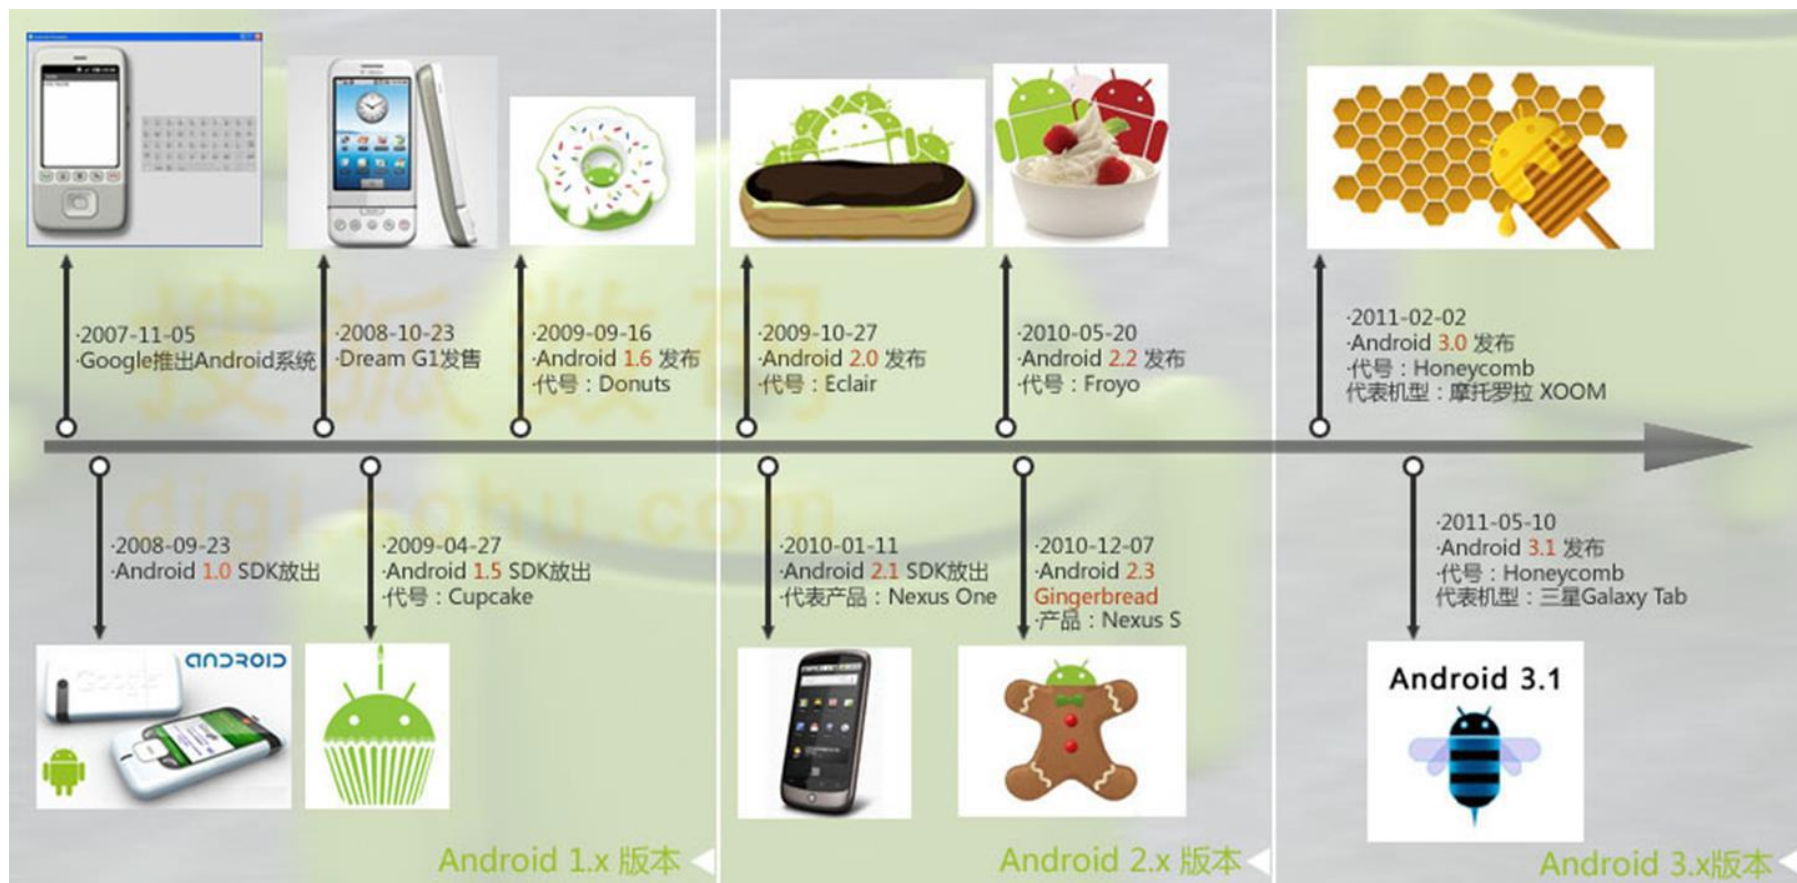 ·2007-11-05
·Google推出Android系统
·2008-10-23
·Dream G1发售
·2009-09-16
·Android 1.6 发布
·代号：Donuts
·2009-10-27
·Android 2.0 发布
·代号：Eclair
·2010-05-20
·Android 2.2 发布
·代号：Froyo
·2011-02-02
·Android 3.0 发布
·代号：Honeycomb
代表机型：摩托罗拉 XOOM
搜狐数码
digi.sohu.com
·2008-09-23
·Android 1.0 SDK放出
·2009-04-27
·Android 1.5 SDK放出
·代号：Cupcake
·2010-01-11
·Android 2.1 SDK放出
·代表产品：Nexus One
·2010-12-07
·Android 2.3
Gingerbread
·产品：Nexus S
·2011-05-10
·Android 3.1 发布
·代号：Honeycomb
代表机型：三星Galaxy Tab
ANDROID
Google
Android 3.1
Android 1.x 版本
Android 2.x 版本
Android 3.x版本